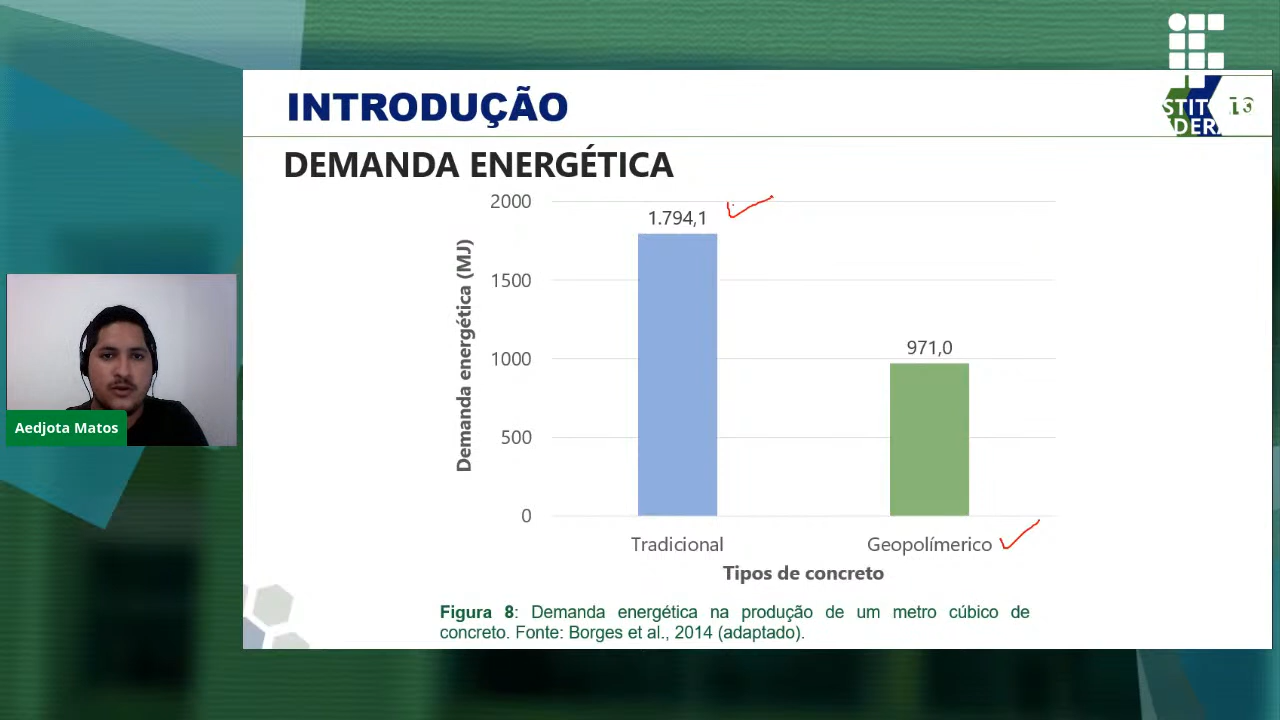 INTRODUÇÃO
DEMANDA ENERGÉTICA
2000
1.794,1
1500
971,0
1000
500
0
Demanda energética (MJ)
Tradicional
Geopolímerico
Tipos de concreto
Figura 8: Demanda energética na produção de um metro cúbico de
concreto. Fonte: Borges et al., 2014 (adaptado).
Aedjota Matos